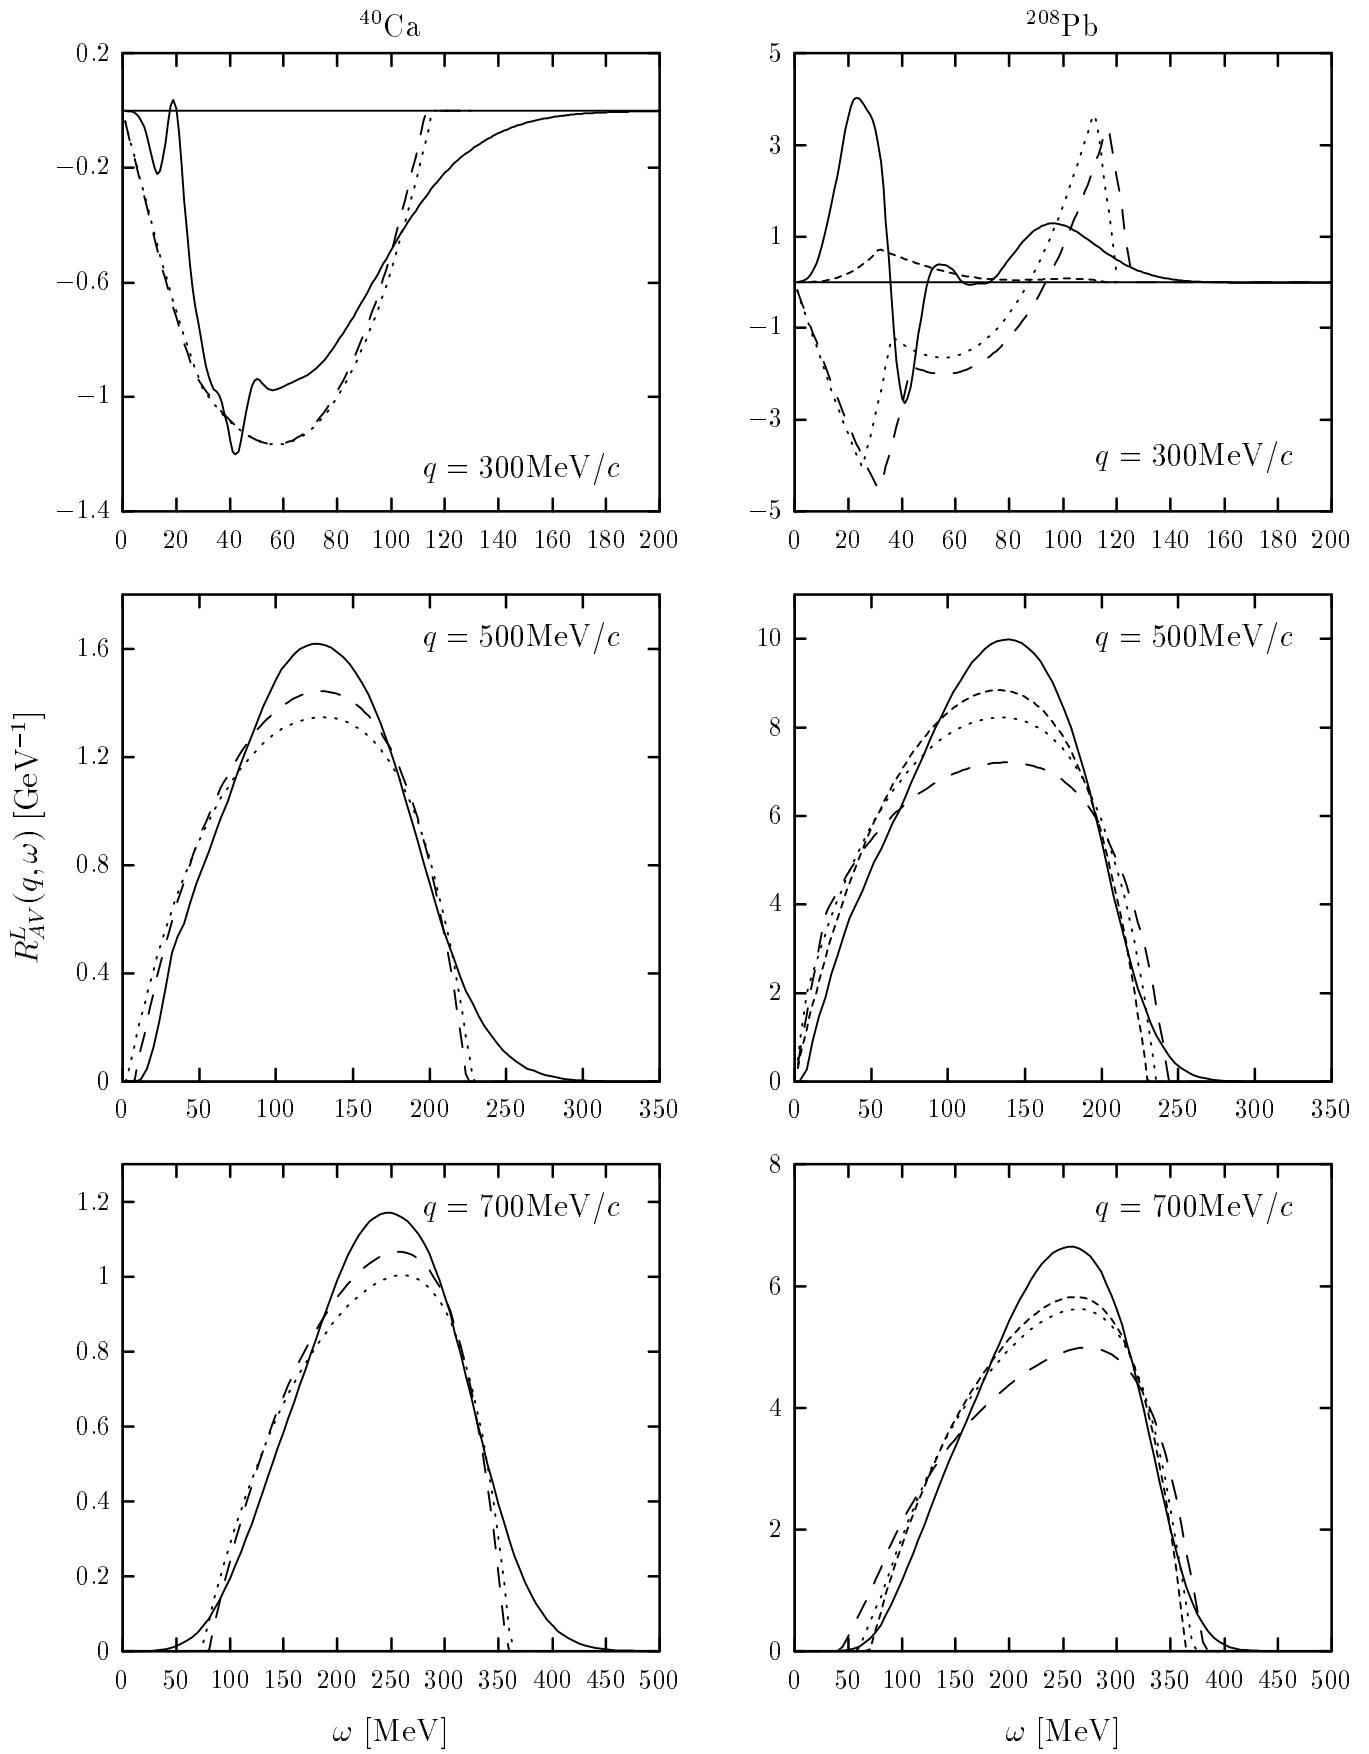 ⁴⁰Ca ²⁰⁸Pb
0.2 5
3
−0.2 1
−0.6 −1
−1 −3
q = 300MeV/c q = 300MeV/c
−1.4 −5
0 20 40 60 80 100 120 140 160 180 200 0 20 40 60 80 100 120 140 160 180 200
q = 500MeV/c q = 500MeV/c
1.6 10
1.2 8
6
0.8 4
0.4 2
0 0
0 50 100 150 200 250 300 350 0 50 100 150 200 250 300 350
R^L_{AV}(q, ω) [GeV⁻¹]
8
q = 700MeV/c q = 700MeV/c
1.2
1 6
0.8
0.6 4
0.4
0.2 2
0 0
0 50 100 150 200 250 300 350 400 450 500 0 50 100 150 200 250 300 350 400 450 500
ω [MeV] ω [MeV]